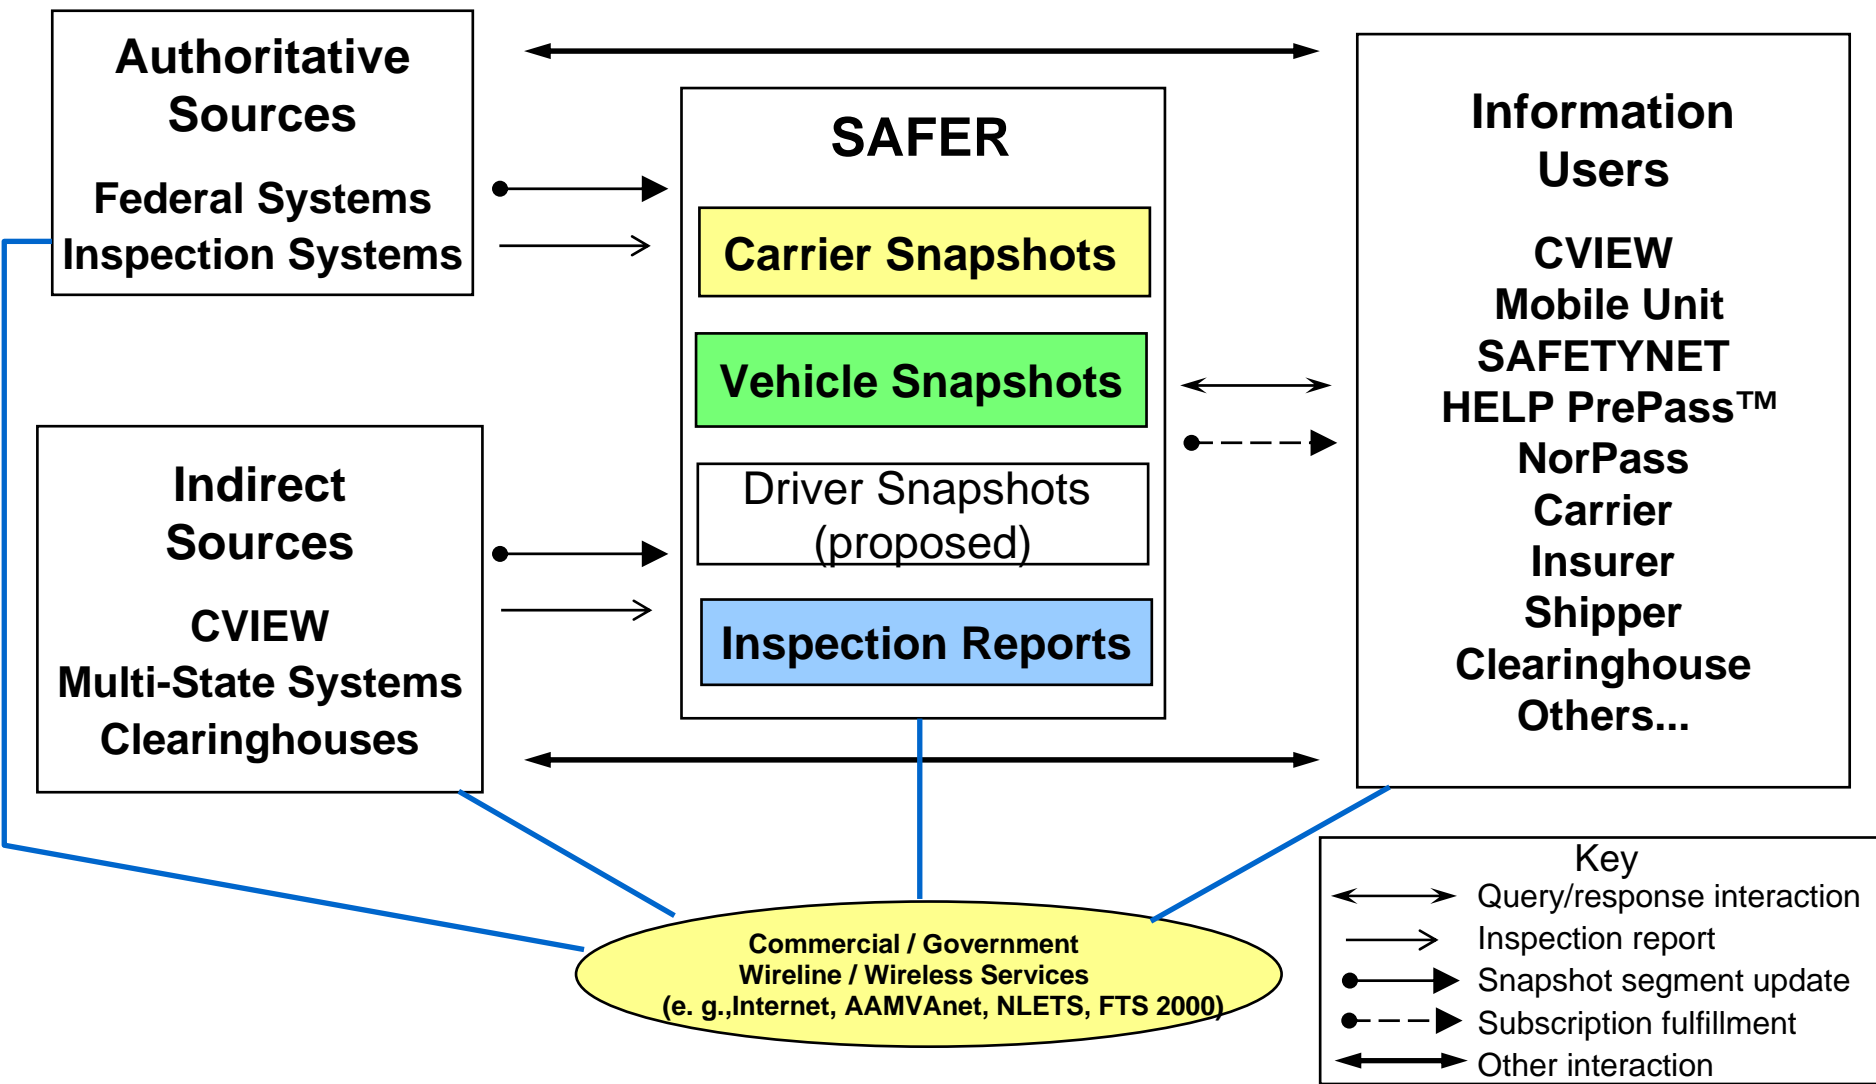 Authoritative
Sources
Federal Systems
Inspection Systems
Indirect
Sources
CVIEW
Multi-State Systems
Clearinghouses
SAFER
Carrier Snapshots
Vehicle Snapshots
Driver Snapshots
(proposed)
Inspection Reports
Information
Users
CVIEW
Mobile Unit
SAFETYNET
HELP PrePass™
NorPass
Carrier
Insurer
Shipper
Clearinghouse
Others...
Commercial / Government
Wireline / Wireless Services
(e. g.,Internet, AAMVAnet, NLETS, FTS 2000)
Key
Query/response interaction
Inspection report
Snapshot segment update
Subscription fulfillment
Other interaction